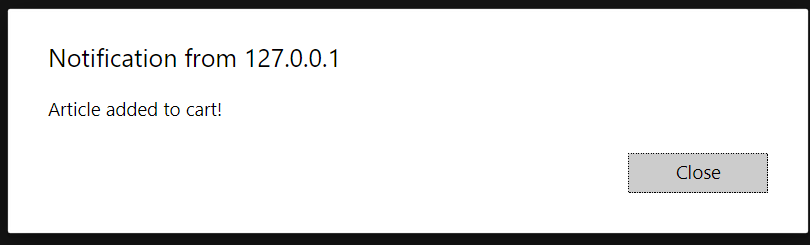 Notification from 127.0.0.1
Article added to cart!
Close